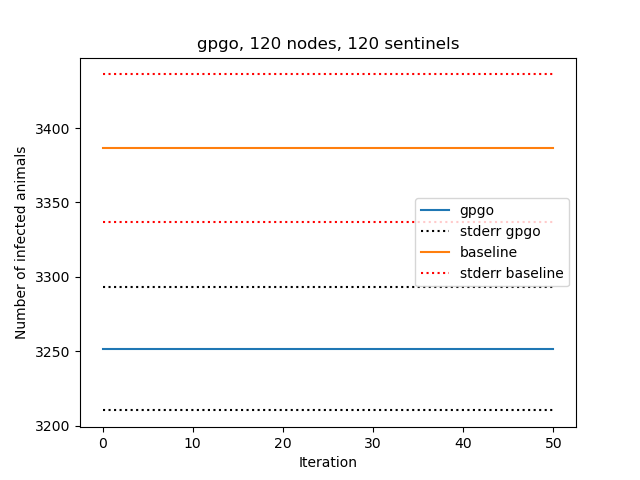 gpgo, 120 nodes, 120 sentinels
Number of infected animals
3400
3350
3300
3250
3200
gpgo
stderr gpgo
baseline
stderr baseline
0 10 20 30 40 50
Iteration